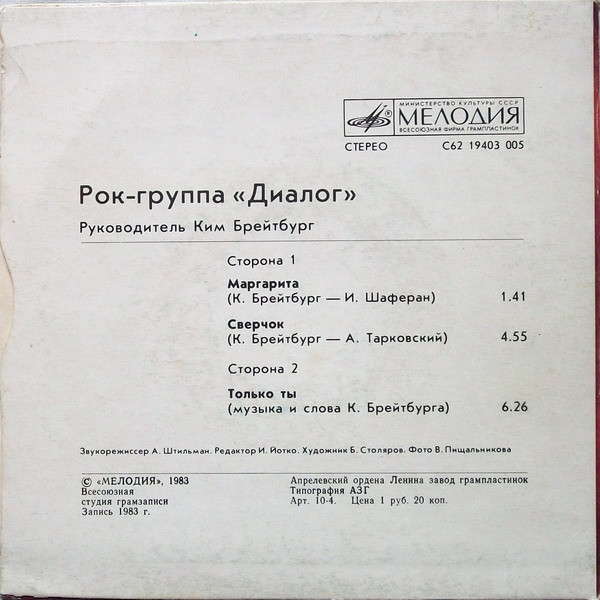 МИНИСТЕРСТВО КУЛЬТУРЫ СССР
МЕЛОДИЯ
ВСЕСОЮЗНАЯ ФИРМА ГРАМПЛАСТИНОК
СТЕРЕО С62 19403 005
Рок-группа «Диалог»
Руководитель Ким Брейтбург
Сторона 1
Маргарита
(К. Брейтбург — И. Шаферан) 1.41
Сверчок
(К. Брейтбург — А. Тарковский) 4.55
Сторона 2
Только ты
(музыка и слова К. Брейтбурга) 6.26
Звукорежиссер А. Штильман. Редактор И. Йотко. Художник Б. Столяров. Фото В. Пищальникова
© «МЕЛОДИЯ», 1983 Апрелевский ордена Ленина завод грампластинок
Всесоюзная Типография АЗГ
студия грамзаписи Арт. 10-4. Цена 1 руб. 20 коп.
Запись 1983 г.